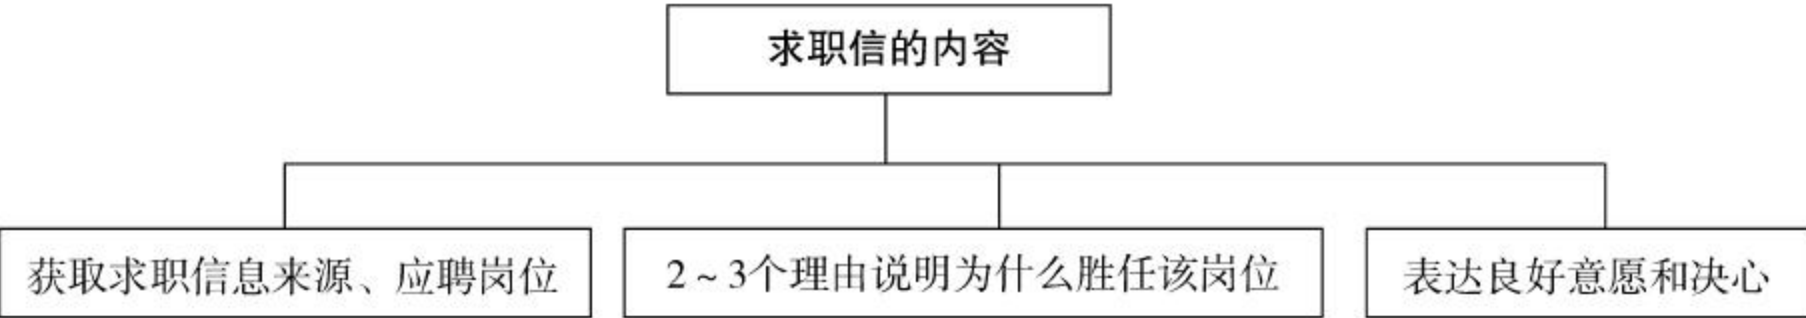 求职信的内容
获取求职信息来源、应聘岗位
2~3个理由说明为什么胜任该岗位
表达良好意愿和决心